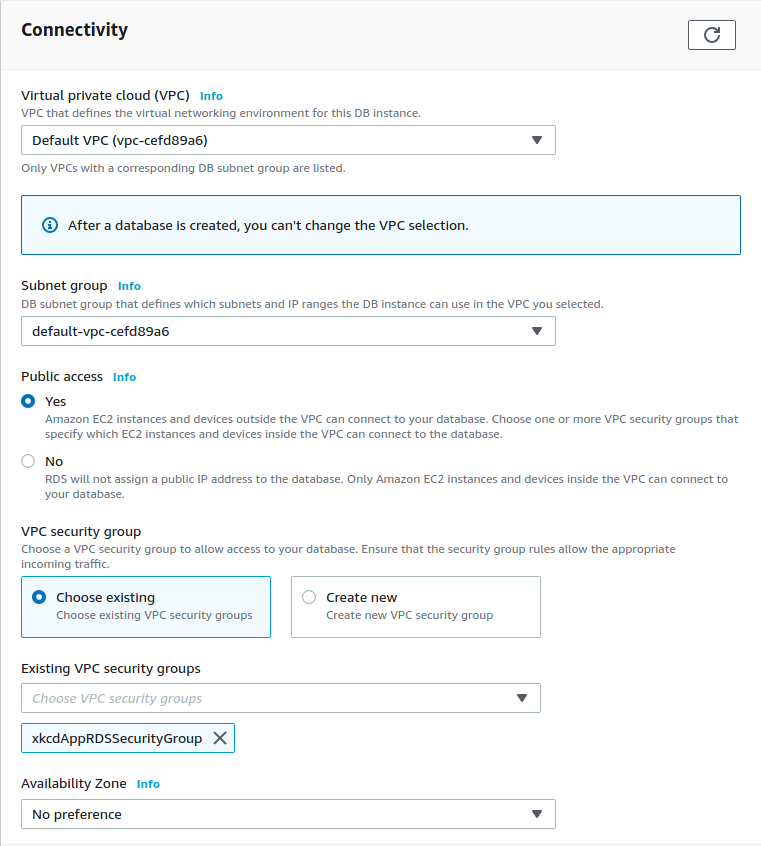 Connectivity
Virtual private cloud (VPC) Info
VPC that defines the virtual networking environment for this DB instance.
Default VPC (vpc-cefd89a6)
Only VPCs with a corresponding DB subnet group are listed.
After a database is created, you can't change the VPC selection.
Subnet group Info
DB subnet group that defines which subnets and IP ranges the DB instance can use in the VPC you selected.
default-vpc-cefd89a6
Public access Info
Yes
Amazon EC2 instances and devices outside the VPC can connect to your database. Choose one or more VPC security groups that
specify which EC2 instances and devices inside the VPC can connect to the database.
No
RDS will not assign a public IP address to the database. Only Amazon EC2 instances and devices inside the VPC can connect to
your database.
VPC security group
Choose a VPC security group to allow access to your database. Ensure that the security group rules allow the appropriate
incoming traffic.
Choose existing
Choose existing VPC security groups
Create new
Create new VPC security group
Existing VPC security groups
Choose VPC security groups
xkcdAppRDSSecurityGroup
Availability Zone Info
No preference